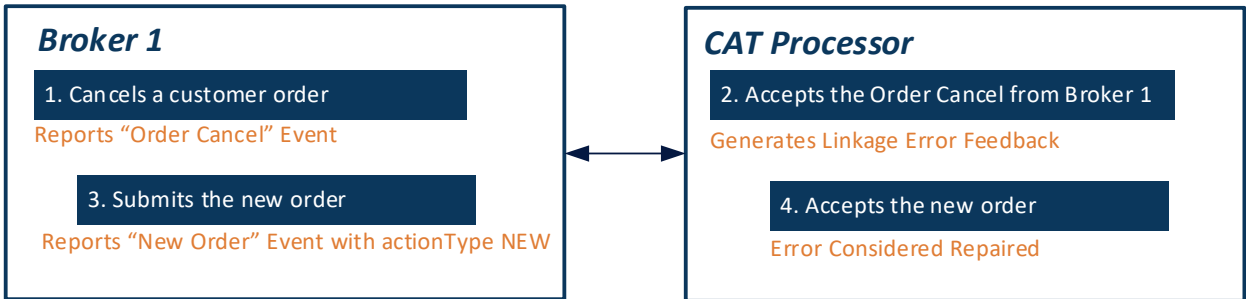 Broker 1
1. Cancels a customer order
Reports “Order Cancel” Event
3. Submits the new order
Reports “New Order” Event with actionType NEW
CAT Processor
2. Accepts the Order Cancel from Broker 1
Generates Linkage Error Feedback
4. Accepts the new order
Error Considered Repaired